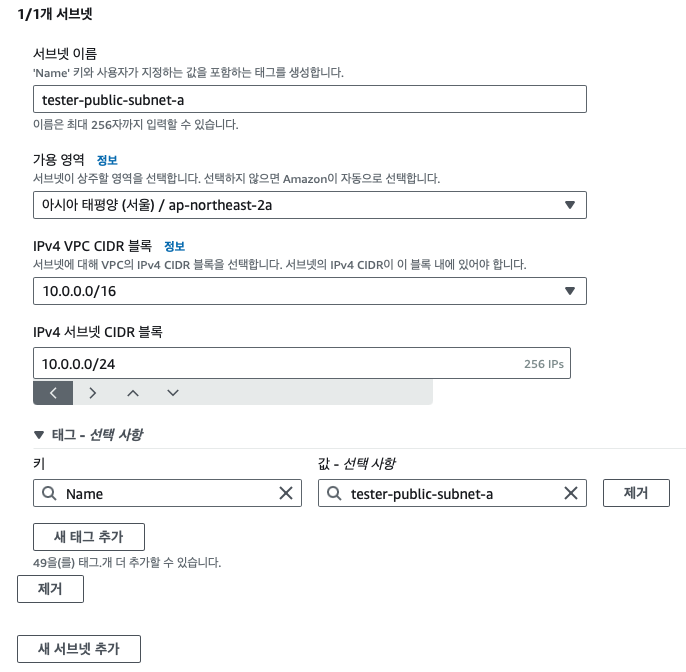 1/1개 서브넷
서브넷 이름
'Name' 키와 사용자가 지정하는 값을 포함하는 태그를 생성합니다.
tester-public-subnet-a
이름은 최대 256자까지 입력할 수 있습니다.
가용 영역 정보
서브넷이 상주할 영역을 선택합니다. 선택하지 않으면 Amazon이 자동으로 선택합니다.
아시아 태평양 (서울) / ap-northeast-2a
IPv4 VPC CIDR 블록 정보
서브넷에 대해 VPC의 IPv4 CIDR 블록을 선택합니다. 서브넷의 IPv4 CIDR이 이 블록 내에 있어야 합니다.
10.0.0.0/16
IPv4 서브넷 CIDR 블록
10.0.0.0/24 256 IPs
태그 - 선택 사항
키 값 - 선택 사항
Name tester-public-subnet-a 제거
새 태그 추가
49을(를) 태그.개 더 추가할 수 있습니다.
제거
새 서브넷 추가